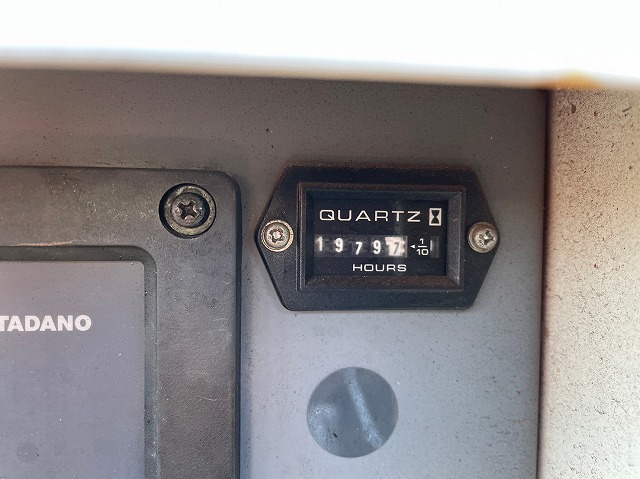 QUARTZ
19797 1/10
HOURS
TADANO